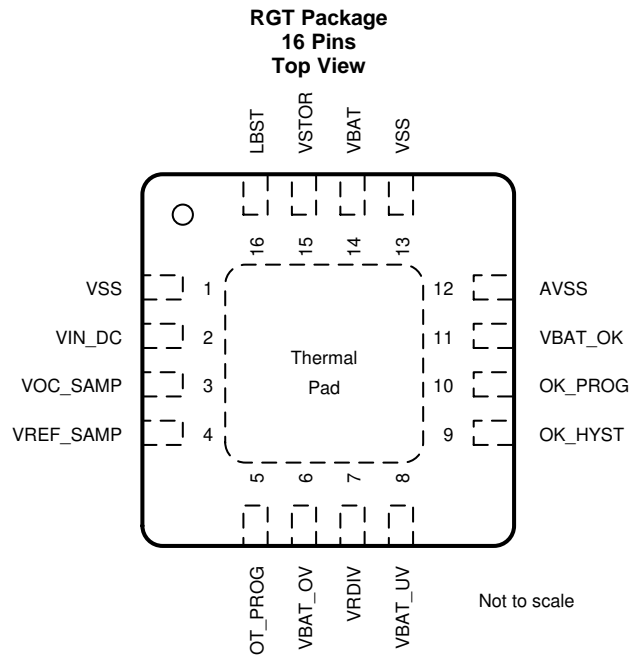 RGT Package
16 Pins
Top View
LBST
VSTOR
VBAT
VSS
16
15
14
13
VSS
1
12
AVSS
VIN_DC
2
11
VBAT_OK
Thermal
Pad
VOC_SAMP
3
10
OK_PROG
VREF_SAMP
4
9
OK_HYST
5
6
7
8
OT_PROG
VBAT_OV
VRDIV
VBAT_UV
Not to scale